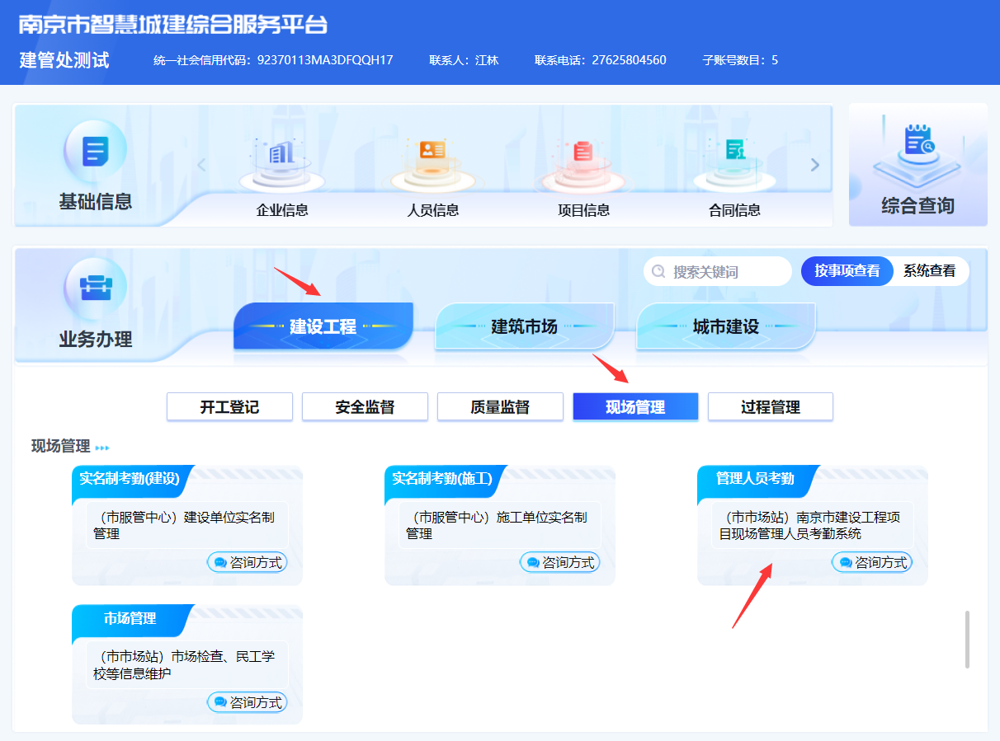 南京市智慧城建综合服务平台
建管处测试 统一社会信用代码：92370113MA3DFQQH17 联系人：江林 联系电话：27625804560 子账号数目：5
基础信息
企业信息 人员信息 项目信息 合同信息
综合查询
搜索关键词 按事项查看 系统查看
业务办理
建设工程 建筑市场 城市建设
开工登记 安全监督 质量监督 现场管理 过程管理
现场管理
实名制考勤(建设)
（市服管中心）建设单位实名制
管理
咨询方式
实名制考勤(施工)
（市服管中心）施工单位实名制
管理
咨询方式
管理人员考勤
（市市场站）南京市建设工程项
目现场管理人员考勤系统
咨询方式
市场管理
（市市场站）市场检查、民工学
校等信息维护
咨询方式